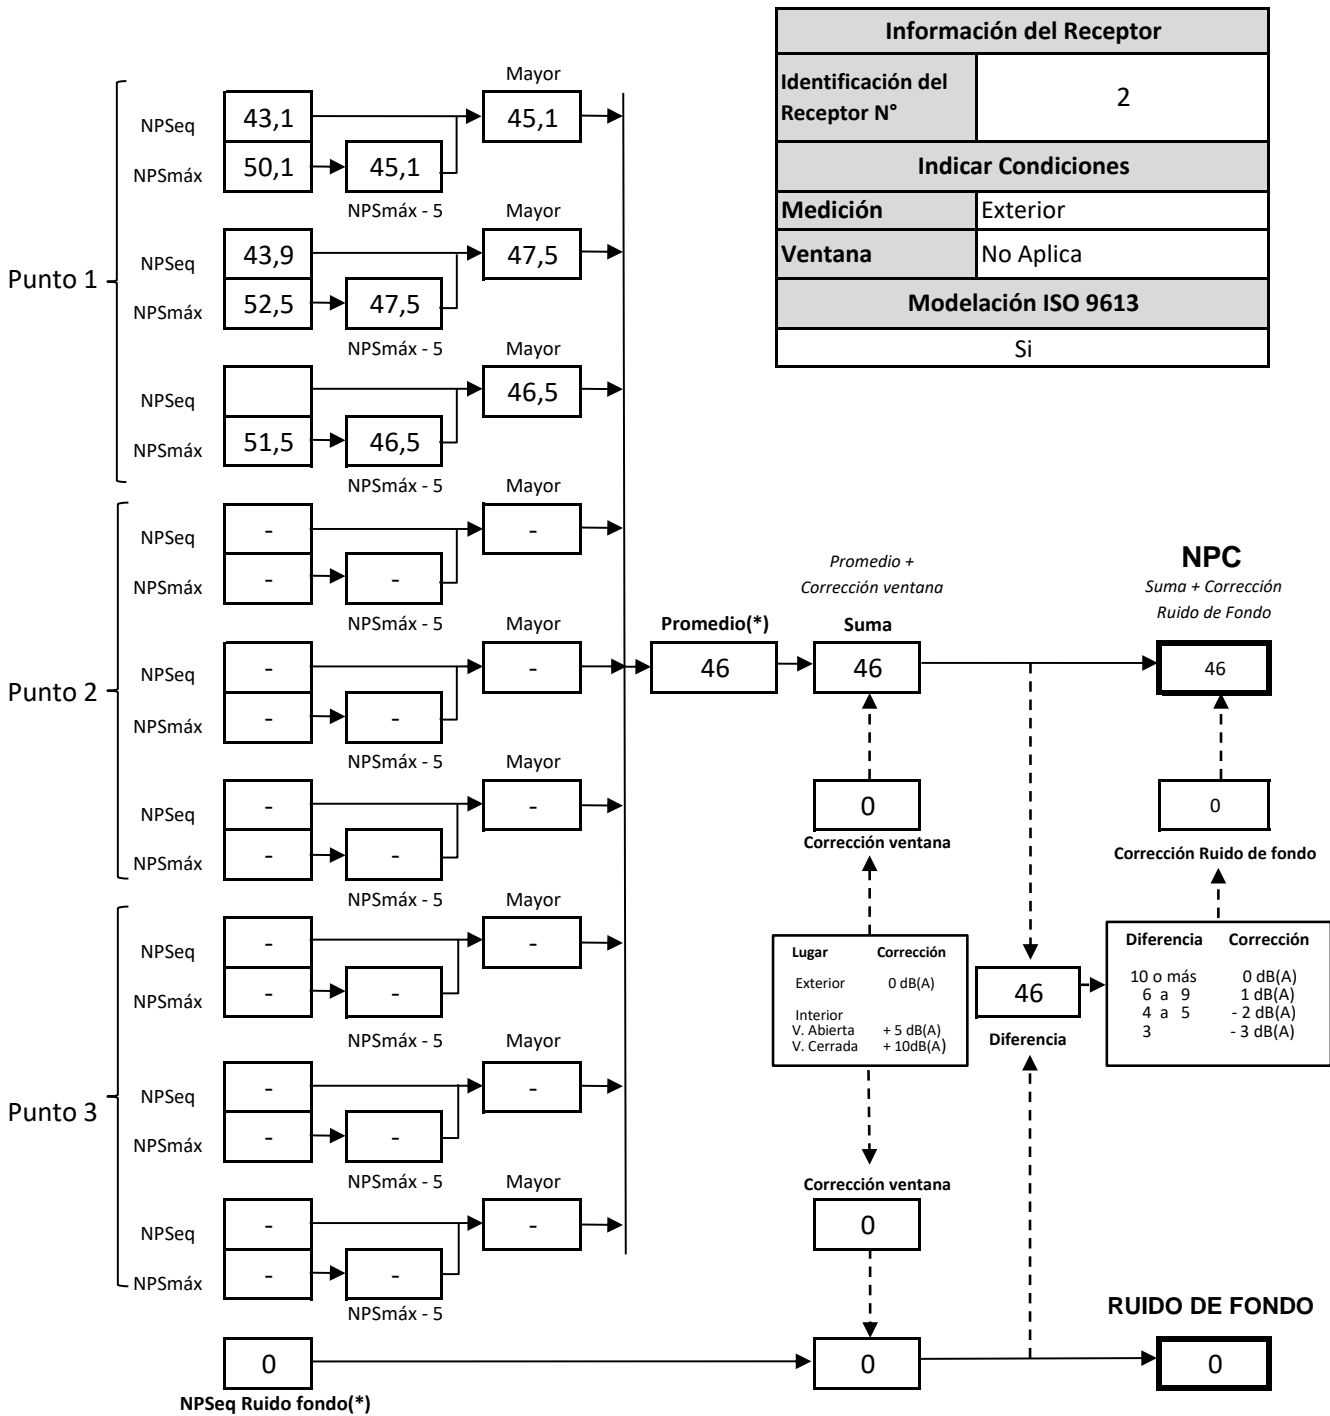 Información del Receptor
Identificación del Receptor N° 2
Indicar Condiciones
Medición Exterior
Ventana No Aplica
Modelación ISO 9613
Si
Punto 1
Mayor
NPSeq 43,1 45,1
NPSmáx 50,1 45,1
NPSmáx - 5
Mayor
NPSeq 43,9 47,5
NPSmáx 52,5 47,5
NPSmáx - 5
Mayor
NPSeq 46,5
NPSmáx 51,5 46,5
NPSmáx - 5
Punto 2
Mayor
NPSeq - -
NPSmáx - -
NPSmáx - 5
Mayor
NPSeq - -
NPSmáx - -
NPSmáx - 5
Mayor
NPSeq - -
NPSmáx - -
NPSmáx - 5
Punto 3
Mayor
NPSeq - -
NPSmáx - -
NPSmáx - 5
Mayor
NPSeq - -
NPSmáx - -
NPSmáx - 5
Mayor
NPSeq - -
NPSmáx - -
NPSmáx - 5
0
NPSeq Ruido fondo(*)
Promedio(*)
46
Promedio +
Corrección ventana
Suma
46
0
Corrección ventana
Lugar Corrección
Exterior 0 dB(A)
Interior
V. Abierta + 5 dB(A)
V. Cerrada + 10dB(A)
Corrección ventana
0
0
46
Diferencia
NPC
Suma + Corrección
Ruido de Fondo
46
0
Corrección Ruido de fondo
Diferencia Corrección
10 o más 0 dB(A)
6 a 9 1 dB(A)
4 a 5 - 2 dB(A)
3 - 3 dB(A)
RUIDO DE FONDO
0